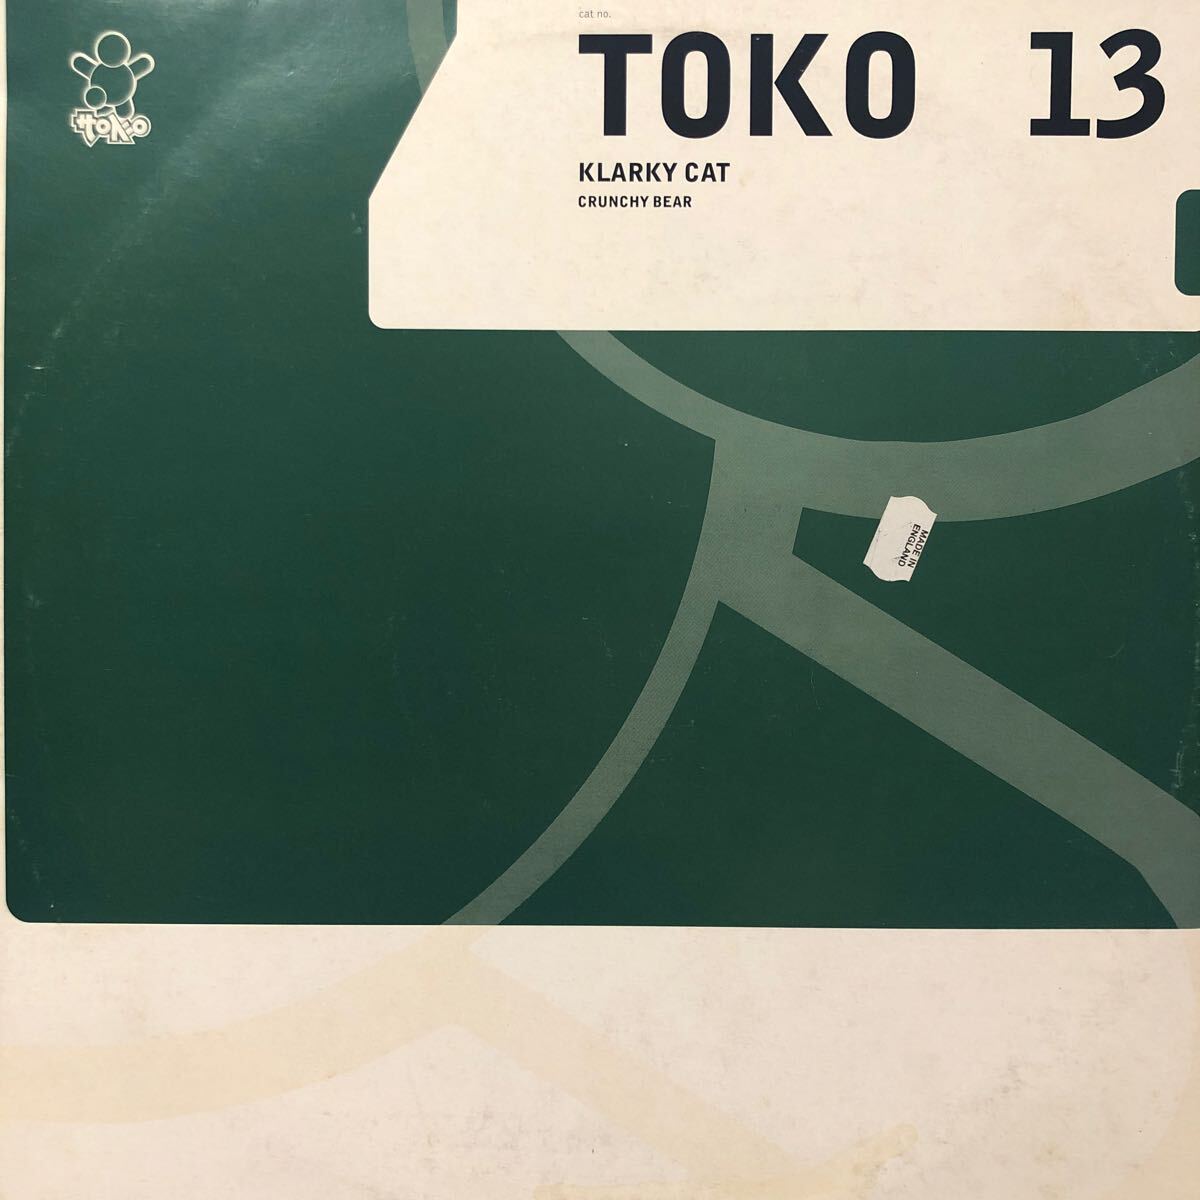 cat no.
TOKO 13
KLARKY CAT
CRUNCHY BEAR
TOKO
MADE IN
ENGLAND